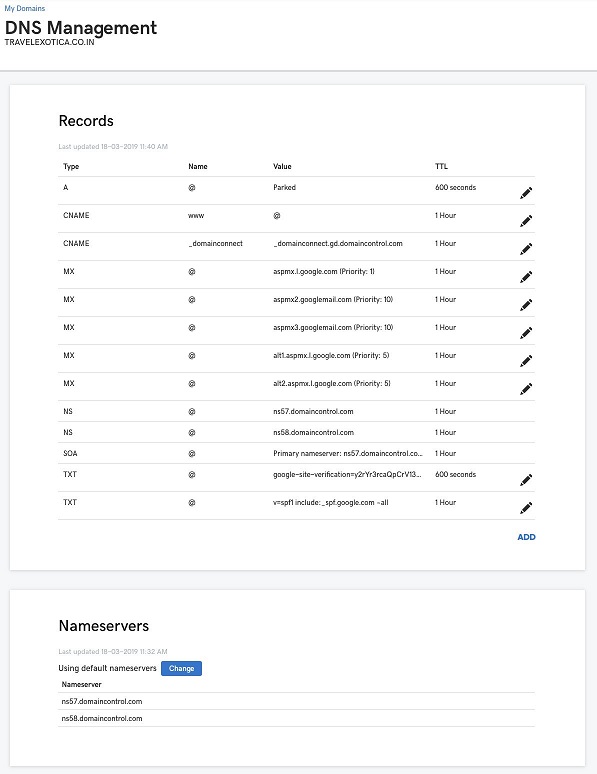 My Domains
DNS Management
TRAVELEXOTICA.CO.IN
Records
Last updated 18-03-2019 11:40 AM
Type Name Value TTL
A @ Parked 600 seconds
CNAME www @ 1 Hour
CNAME _domainconnect _domainconnect.gd.domaincontrol.com 1 Hour
MX @ aspmx.l.google.com (Priority: 1) 1 Hour
MX @ aspmx2.googlemail.com (Priority: 10) 1 Hour
MX @ aspmx3.googlemail.com (Priority: 10) 1 Hour
MX @ alt1.aspmx.l.google.com (Priority: 5) 1 Hour
MX @ alt2.aspmx.l.google.com (Priority: 5) 1 Hour
NS @ ns57.domaincontrol.com 1 Hour
NS @ ns58.domaincontrol.com 1 Hour
SOA @ Primary nameserver: ns57.domaincontrol.co... 1 Hour
TXT @ google-site-verification=y2rYr3rcaQpCrV13... 600 seconds
TXT @ v=spf1 include:_spf.google.com ~all 1 Hour
ADD
Nameservers
Last updated 18-03-2019 11:32 AM
Using default nameservers Change
Nameserver
ns57.domaincontrol.com
ns58.domaincontrol.com